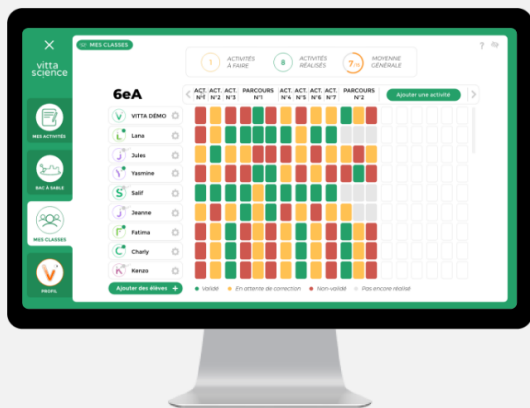 MES CLASSES
?
vitta
science
1 ACTIVITÉS À FAIRE
8 ACTIVITÉS RÉALISÉS
7/10 MOYENNE GÉNÉRALE
6eA
ACT. N°1 ACT. N°2 ACT. N°3 PARCOURS N°1 ACT. N°4 ACT. N°5 ACT. N°6 ACT. N°7 PARCOURS N°2
Ajouter une activité
MES ACTIVITÉS
BAC À SABLE
MES CLASSES
PROFIL
V VITTA DÉMO
L Lana
J Jules
Y Yasmine
S Salif
J Jeanne
F Fatima
C Charly
K Kenzo
Ajouter des élèves +
Validé En attente de correction Non-validé Pas encore réalisé